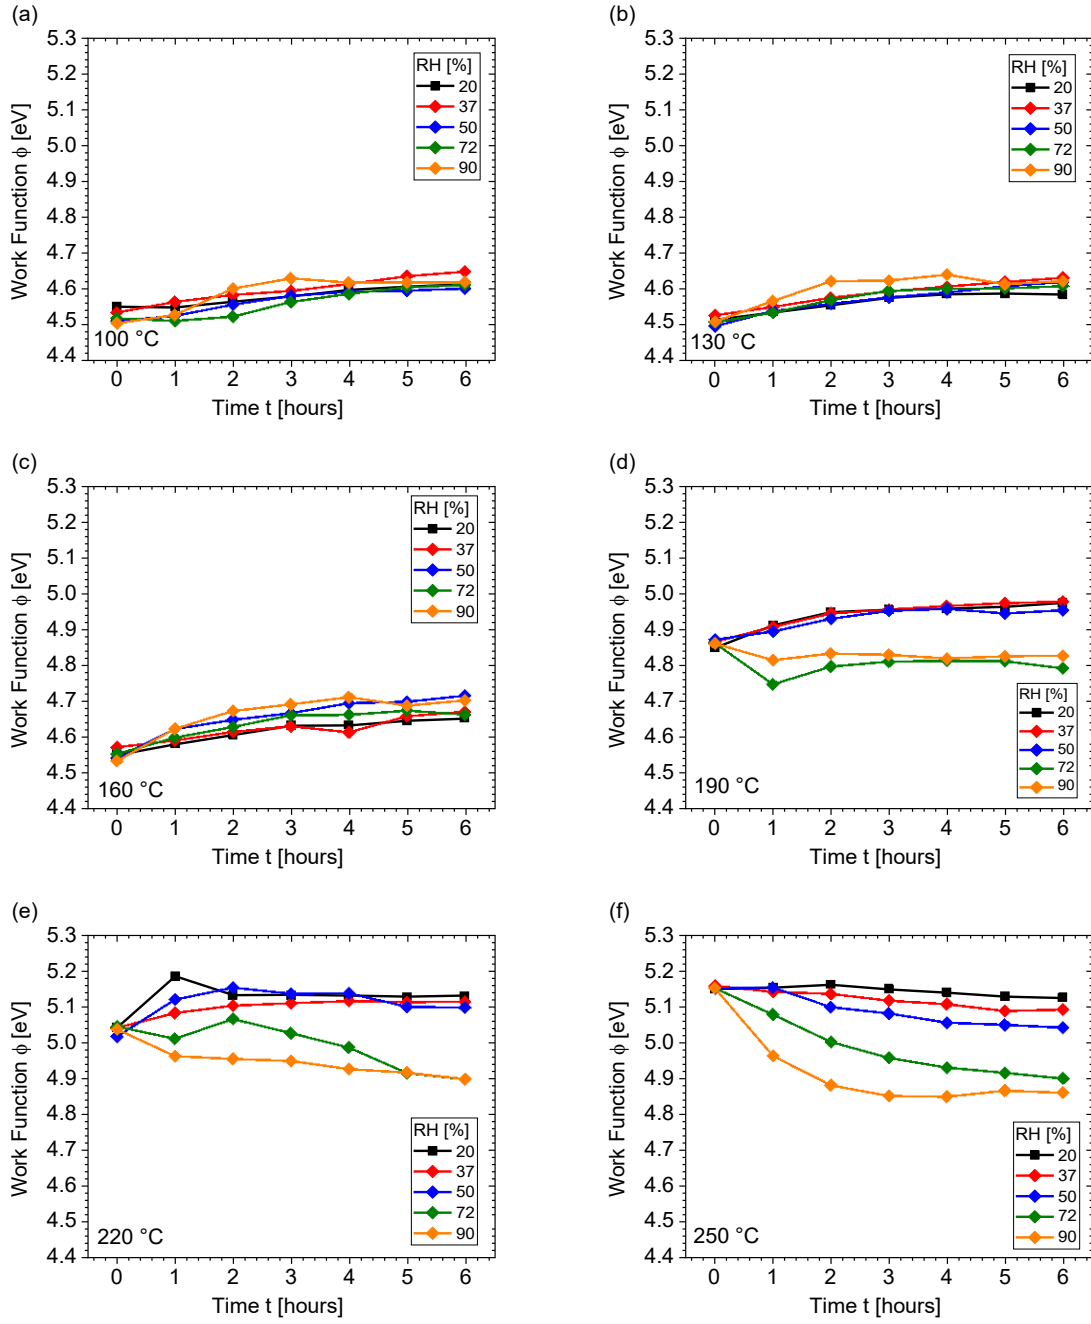 (a)
5.3
5.2
5.1
5.0
4.9
4.8
4.7
4.6
4.5
4.4
Work Function ϕ [eV]
RH [%]
20
37
50
72
90
100 °C
0 1 2 3 4 5 6
Time t [hours]
(b)
5.3
5.2
5.1
5.0
4.9
4.8
4.7
4.6
4.5
4.4
Work Function ϕ [eV]
RH [%]
20
37
50
72
90
130 °C
0 1 2 3 4 5 6
Time t [hours]
(c)
5.3
5.2
5.1
5.0
4.9
4.8
4.7
4.6
4.5
4.4
Work Function ϕ [eV]
RH [%]
20
37
50
72
90
160 °C
0 1 2 3 4 5 6
Time t [hours]
(d)
5.3
5.2
5.1
5.0
4.9
4.8
4.7
4.6
4.5
4.4
Work Function ϕ [eV]
RH [%]
20
37
50
72
90
190 °C
0 1 2 3 4 5 6
Time t [hours]
(e)
5.3
5.2
5.1
5.0
4.9
4.8
4.7
4.6
4.5
4.4
Work Function ϕ [eV]
RH [%]
20
37
50
72
90
220 °C
0 1 2 3 4 5 6
Time t [hours]
(f)
5.3
5.2
5.1
5.0
4.9
4.8
4.7
4.6
4.5
4.4
Work Function ϕ [eV]
RH [%]
20
37
50
72
90
250 °C
0 1 2 3 4 5 6
Time t [hours]